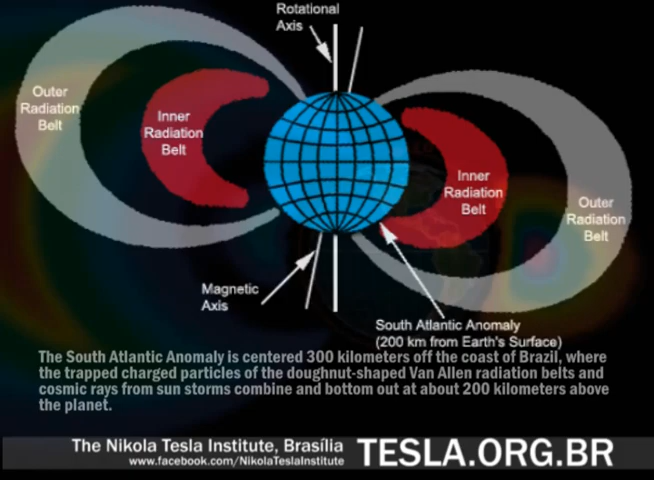 Rotational
Axis
Outer
Radiation
Belt
Inner
Radiation
Belt
Inner
Radiation
Belt
Outer
Radiation
Belt
Magnetic
Axis
South Atlantic Anomaly
(200 km from Earth's Surface)
The South Atlantic Anomaly is centered 300 kilometers off the coast of Brazil, where
the trapped charged particles of the doughnut-shaped Van Allen radiation belts and
cosmic rays from sun storms combine and bottom out at about 200 kilometers above
the planet.
The Nikola Tesla Institute, Brasília
www.facebook.com/NikolaTeslaInstitute
TESLA.ORG.BR